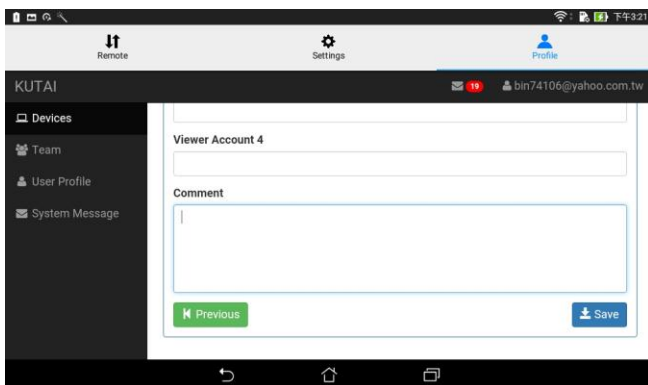 下午3:21
Remote
Settings
Profile
KUTAI
19
bin74106@yahoo.com.tw
Devices
Team
User Profile
System Message
Viewer Account 4
Comment
Previous
Save